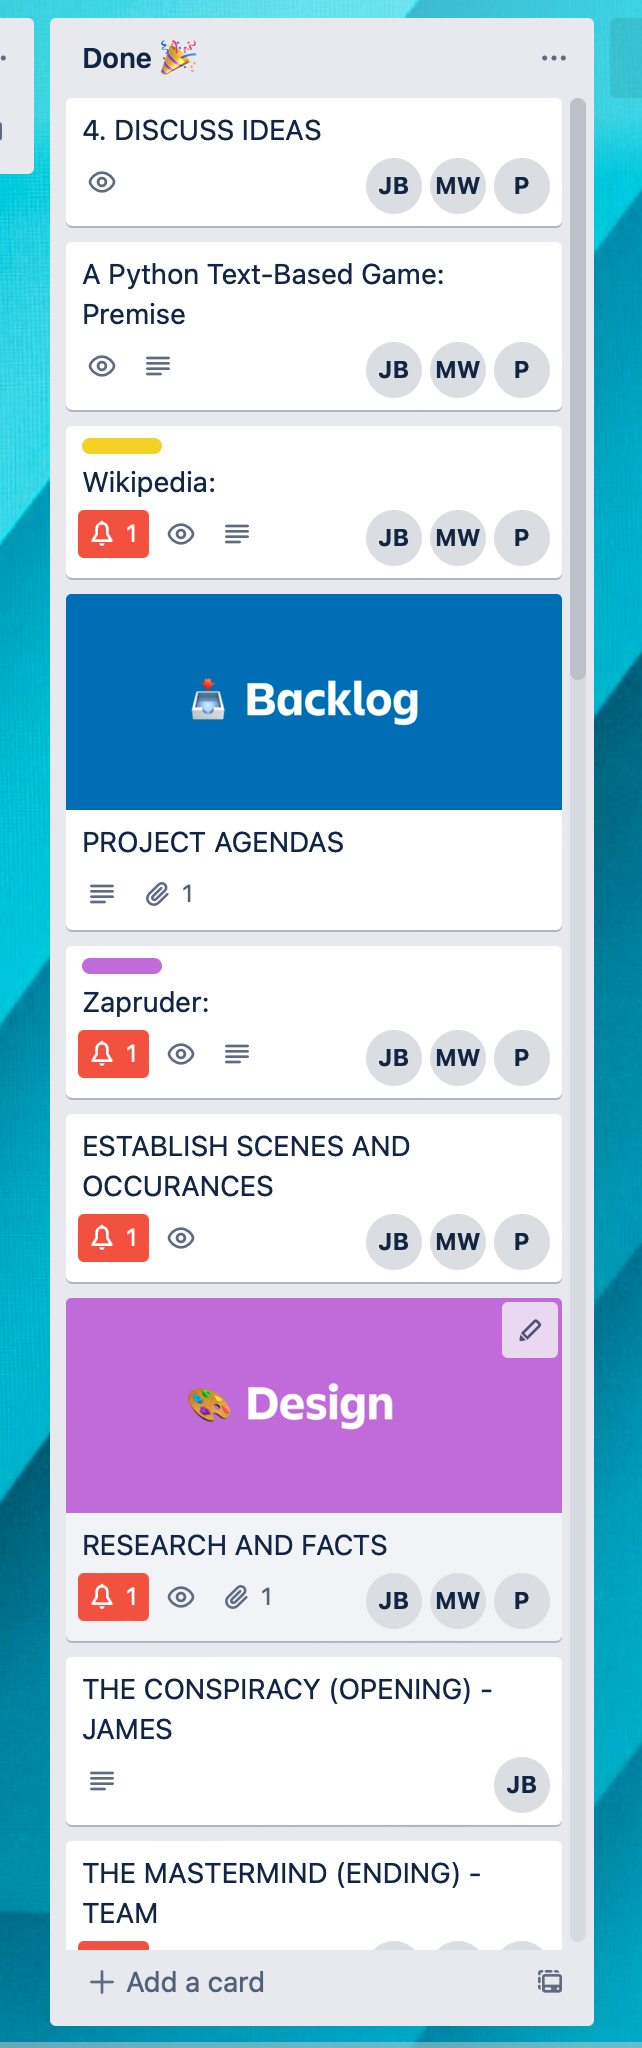 Done 🎉
4. DISCUSS IDEAS
JB MW P
A Python Text-Based Game:
Premise
JB MW P
Wikipedia:
1 JB MW P
Backlog
PROJECT AGENDAS
1
Zapruder:
1 JB MW P
ESTABLISH SCENES AND
OCCURANCES
1 JB MW P
Design
RESEARCH AND FACTS
1 1 JB MW P
THE CONSPIRACY (OPENING) -
JAMES
JB
THE MASTERMIND (ENDING) -
TEAM
+ Add a card